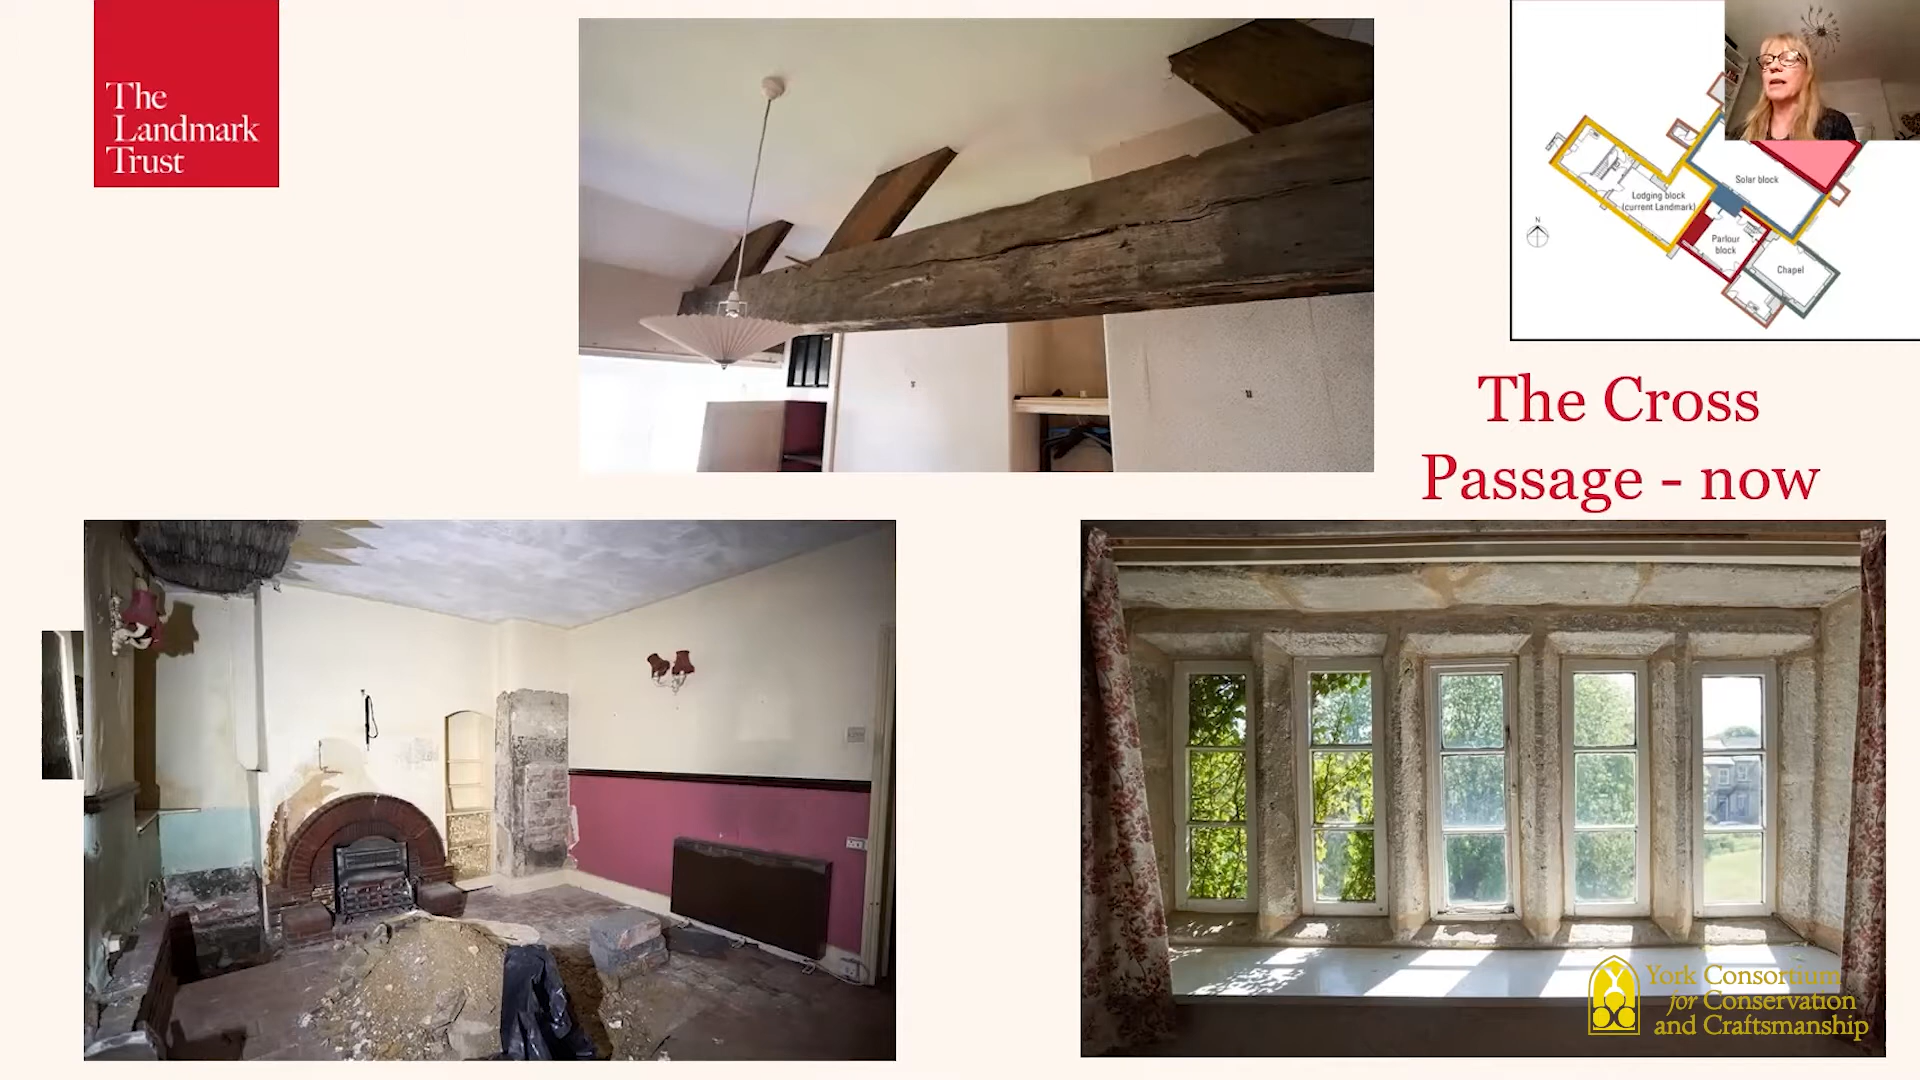 The
Landmark
Trust
Solar block
Lodging block
(current Landmark)
Parlour
block
Chapel
N
The Cross
Passage - now
York Consortium
for Conservation
and Craftsmanship